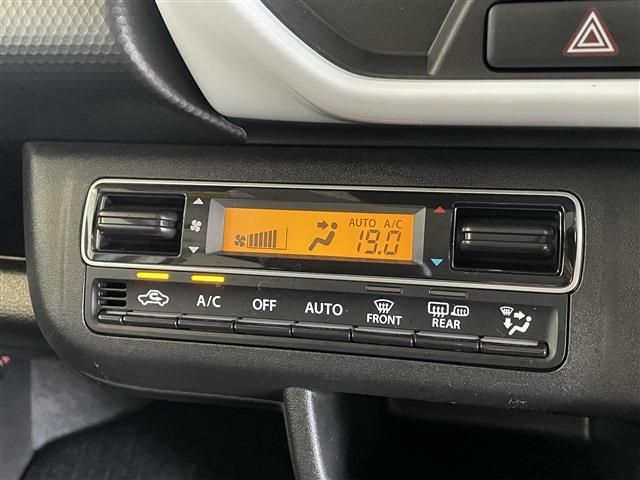 AUTO A/C
19.0
A/C OFF AUTO FRONT REAR